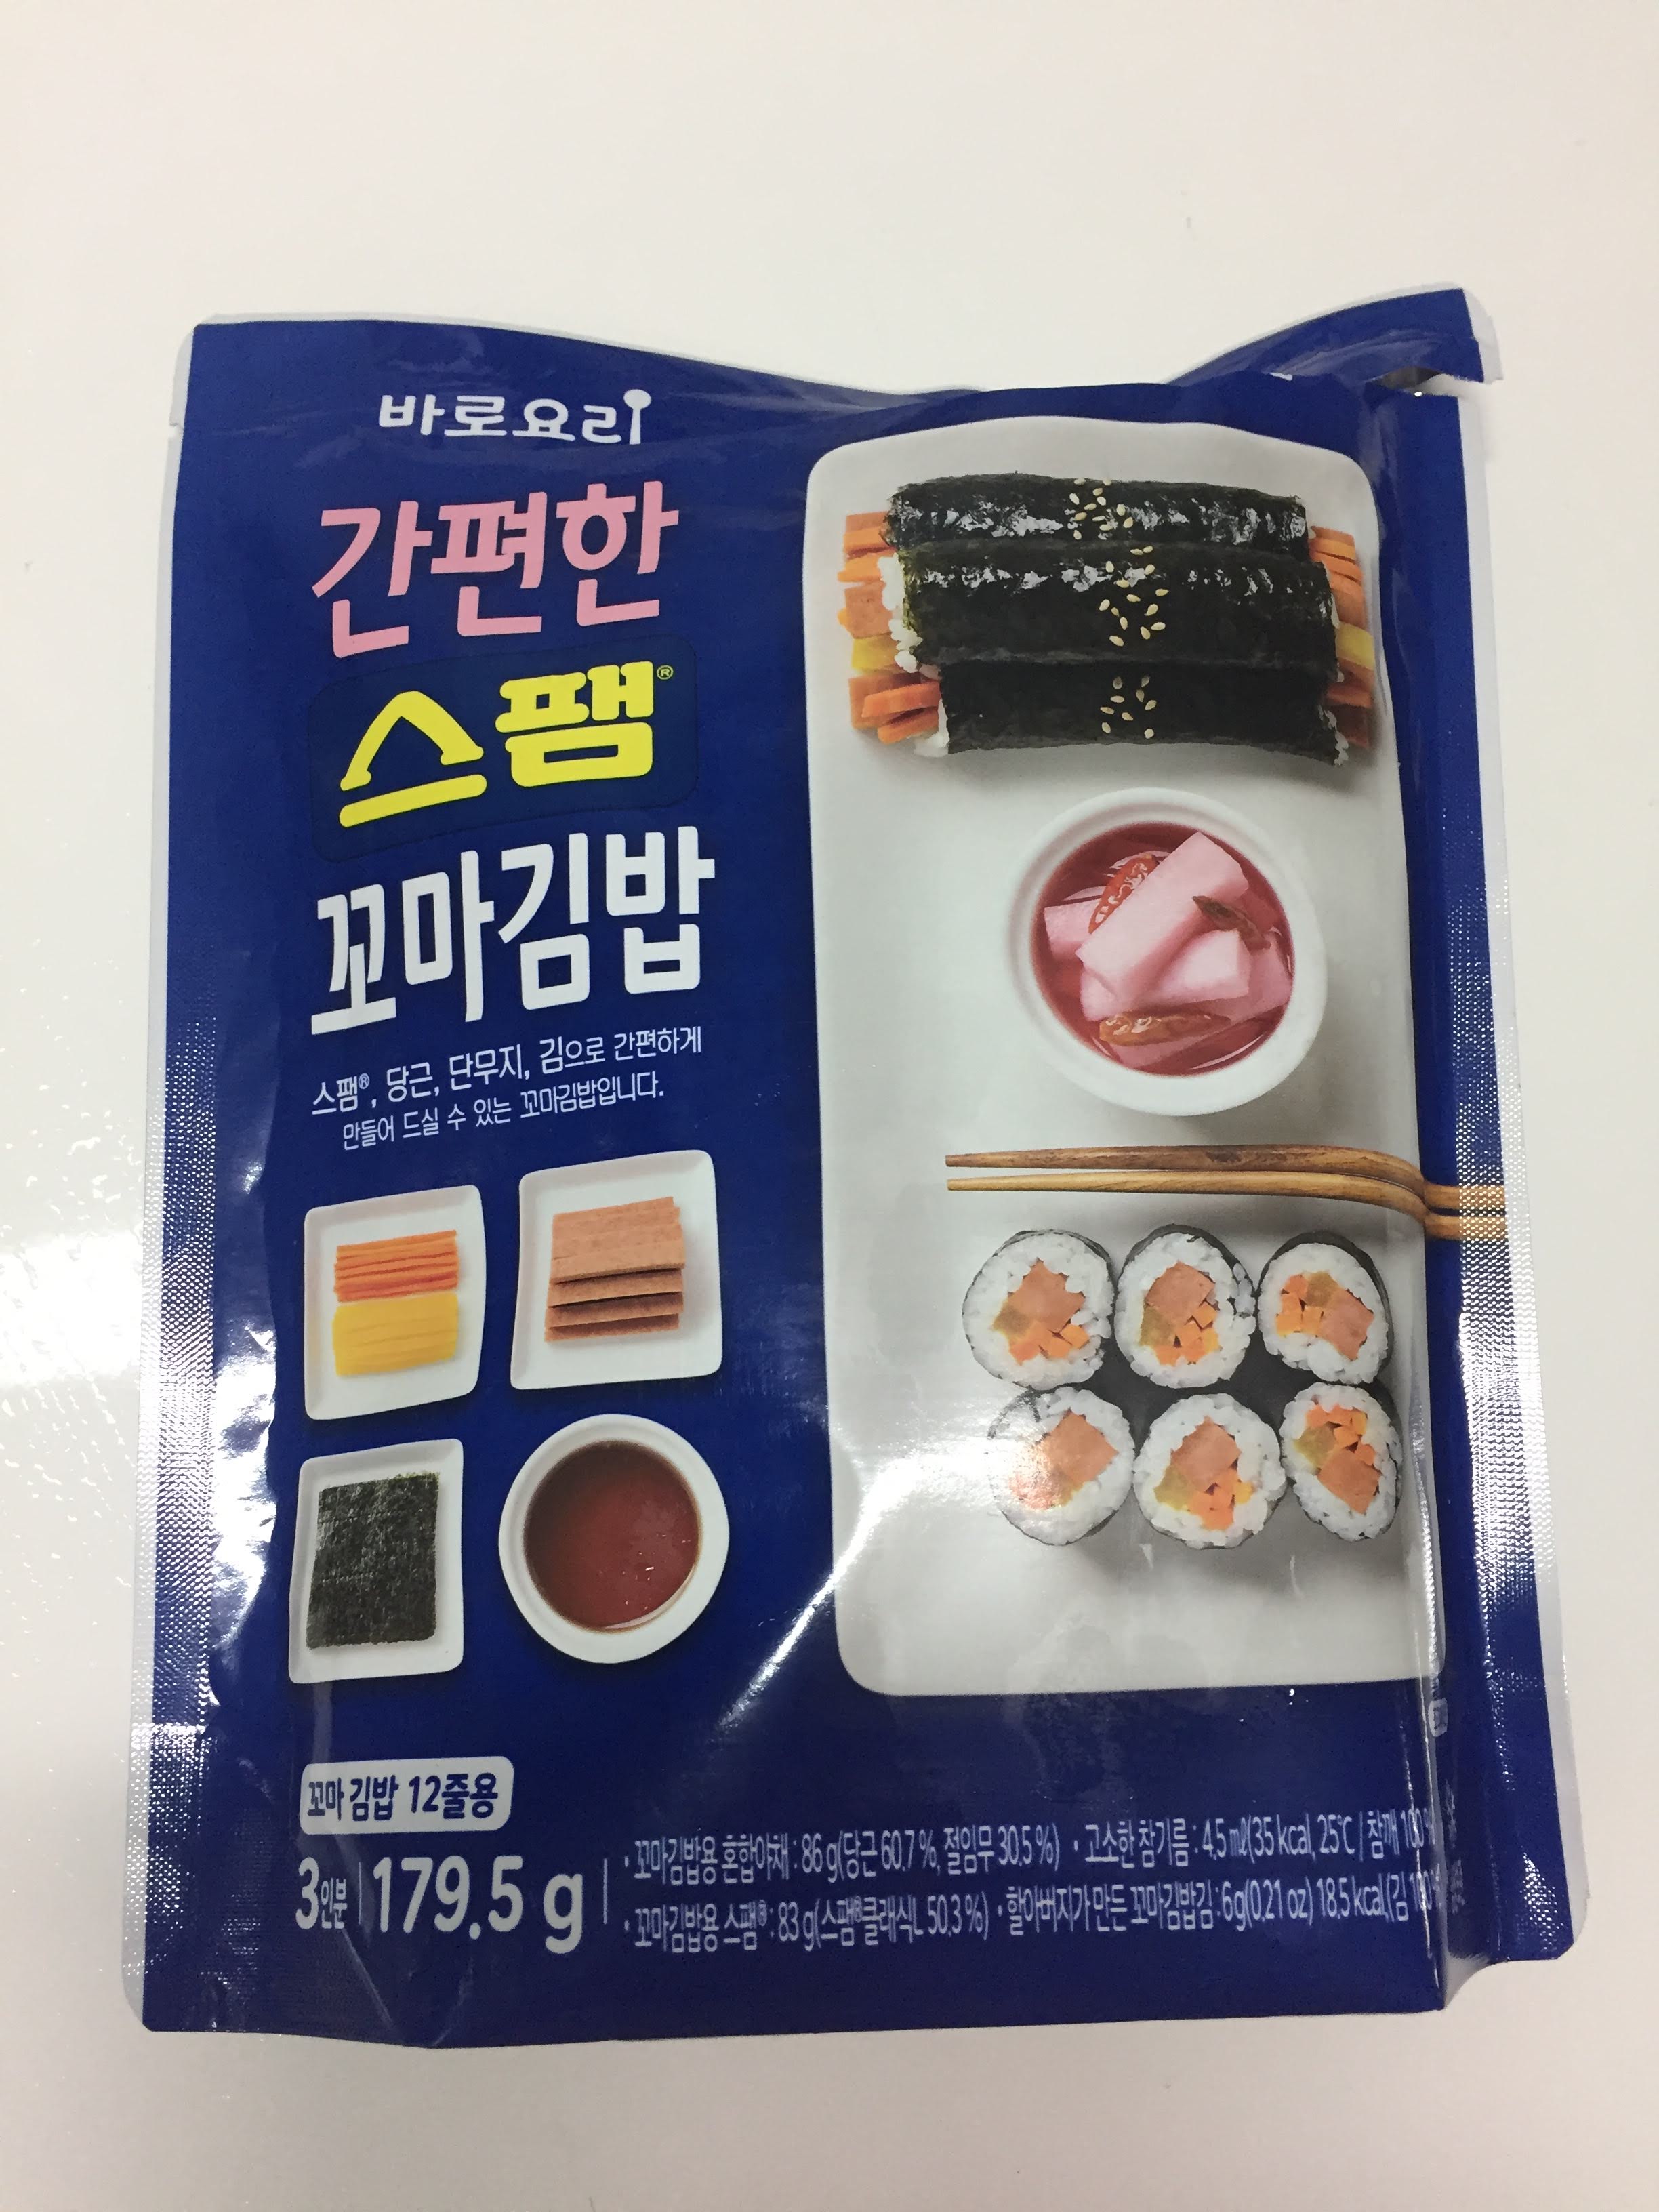 바로요리
간편한
스팸®
꼬마김밥
스팸®, 당근, 단무지, 김으로 간편하게
만들어 드실 수 있는 꼬마김밥입니다.
꼬마 김밥 12줄용
3인분 | 179.5 g
• 꼬마김밥용 혼합야채 : 86 g(당근 60.7 %, 절임무 30.5 %) • 고소한 참기름 : 4.5 ㎖(35 kcal, 25℃ | 참깨 100
• 꼬마김밥용 스팸® : 83 g(스팸®클래식L 50.3 %) • 할아버지가 만든 꼬마김밥김 : 6g(0.21 oz) 18.5 kcal,(김 100